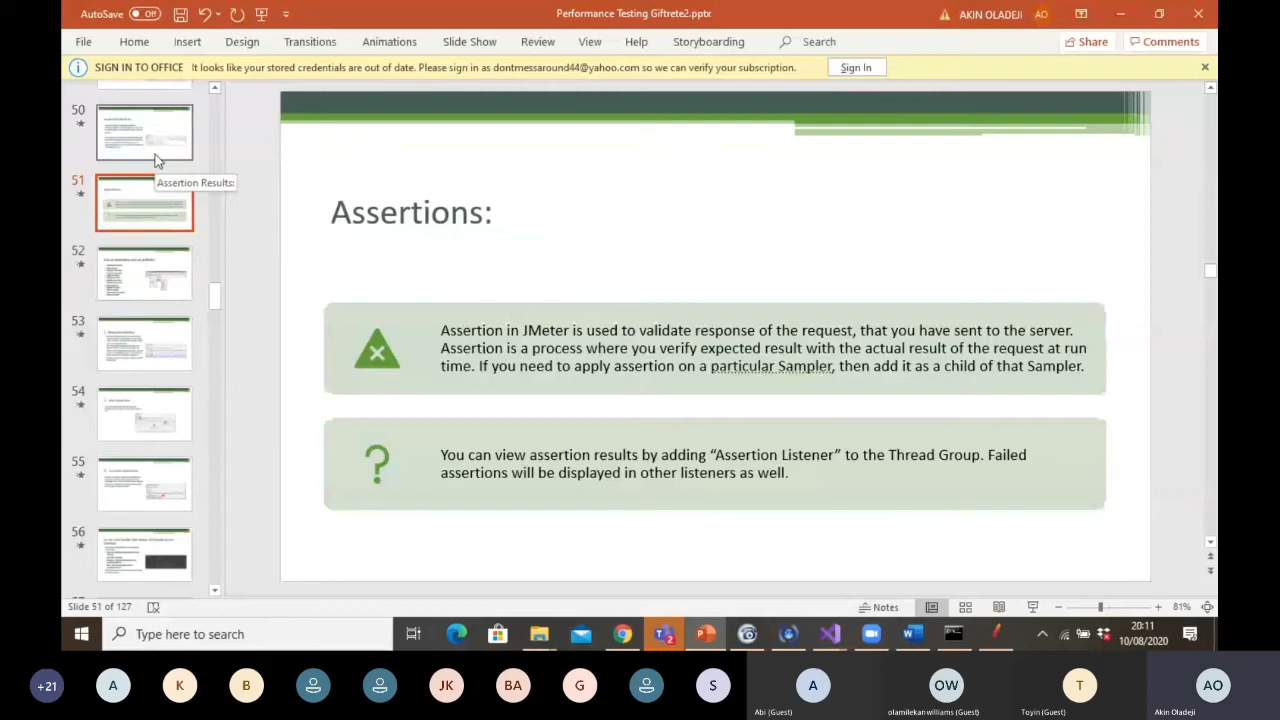 AutoSave Off
Performance Testing Giftrete2.pptx
AKIN OLADEJI AO
File Home Insert Design Transitions Animations Slide Show Review View Help Storyboarding Search Share Comments
SIGN IN TO OFFICE It looks like your stored credentials are out of date. Please sign in as dontmessaround44@yahoo.com so we can verify your subscription. Sign In
50
Assertion Results:
51
52
53
54
55
56
Assertions:
Assertion in JMeter is used to validate response of the request, that you have sent to the server.
Assertion is a process where you verify expected result with the actual result of the request at run
time. If you need to apply assertion on a particular Sampler, then add it as a child of that Sampler.
You can view assertion results by adding “Assertion Listener” to the Thread Group. Failed
assertions will be displayed in other listeners as well.
Slide 51 of 127
Notes
81%
Type here to search
2
20:11
10/08/2020
+21 A K B JK BA G S A OW T AO
Abi (Guest) olamilekan williams (Guest) Toyin (Guest) Akin Oladeji